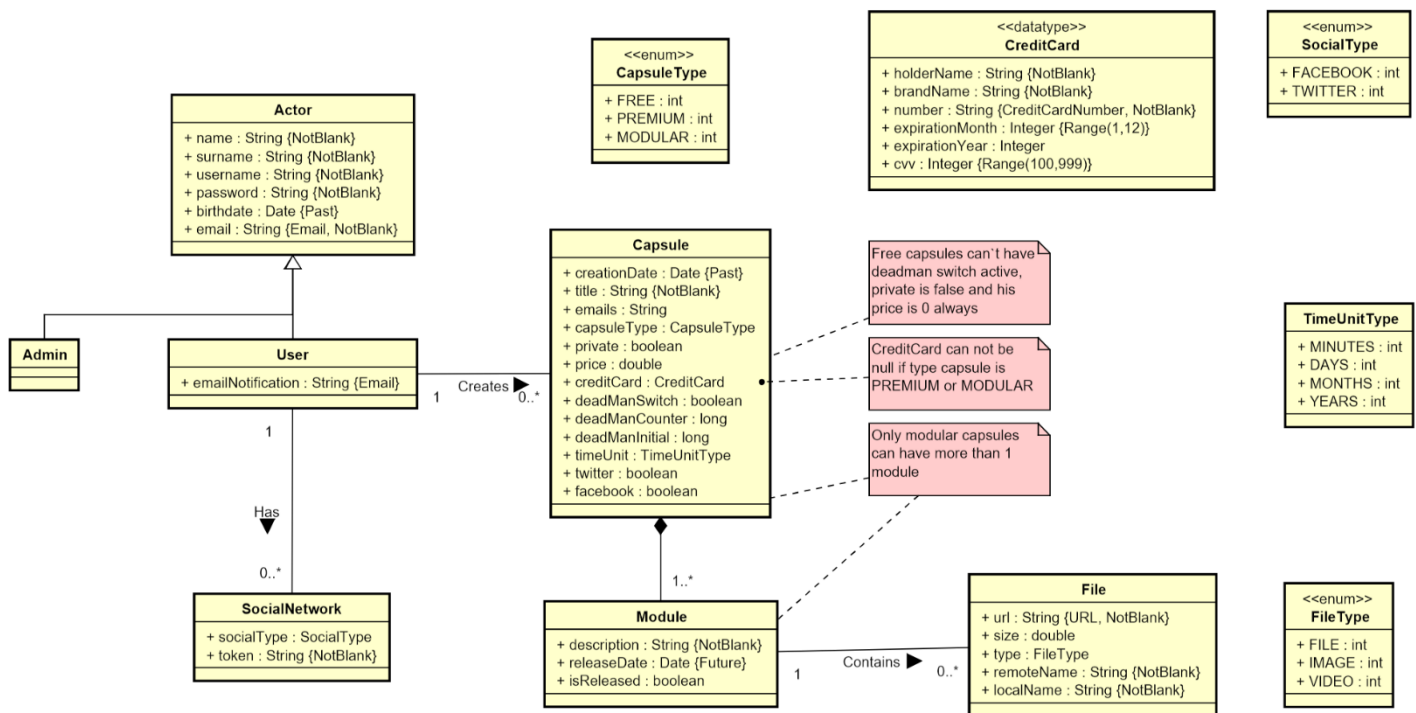 <<enum>>
CapsuleType
+ FREE : int
+ PREMIUM : int
+ MODULAR : int
<<datatype>>
CreditCard
+ holderName : String {NotBlank}
+ brandName : String {NotBlank}
+ number : String {CreditCardNumber, NotBlank}
+ expirationMonth : Integer {Range(1,12)}
+ expirationYear : Integer
+ cvv : Integer {Range(100,999)}
<<enum>>
SocialType
+ FACEBOOK : int
+ TWITTER : int
Actor
+ name : String {NotBlank}
+ surname : String {NotBlank}
+ username : String {NotBlank}
+ password : String {NotBlank}
+ birthdate : Date {Past}
+ email : String {Email, NotBlank}
Capsule
+ creationDate : Date {Past}
+ title : String {NotBlank}
+ emails : String
+ capsuleType : CapsuleType
+ private : boolean
+ price : double
+ creditCard : CreditCard
+ deadManSwitch : boolean
+ deadManCounter : long
+ deadManInitial : long
+ timeUnit : TimeUnitType
+ twitter : boolean
+ facebook : boolean
Free capsules can`t have
deadman switch active,
private is false and his
price is 0 always
CreditCard can not be
null if type capsule is
PREMIUM or MODULAR
Only modular capsules
can have more than 1
module
TimeUnitType
+ MINUTES : int
+ DAYS : int
+ MONTHS : int
+ YEARS : int
Admin
User
+ emailNotification : String {Email}
1
Creates
0..*
1
Has
0..*
SocialNetwork
+ socialType : SocialType
+ token : String {NotBlank}
1..*
Module
+ description : String {NotBlank}
+ releaseDate : Date {Future}
+ isReleased : boolean
1
Contains
0..*
File
+ url : String {URL, NotBlank}
+ size : double
+ type : FileType
+ remoteName : String {NotBlank}
+ localName : String {NotBlank}
<<enum>>
FileType
+ FILE : int
+ IMAGE : int
+ VIDEO : int